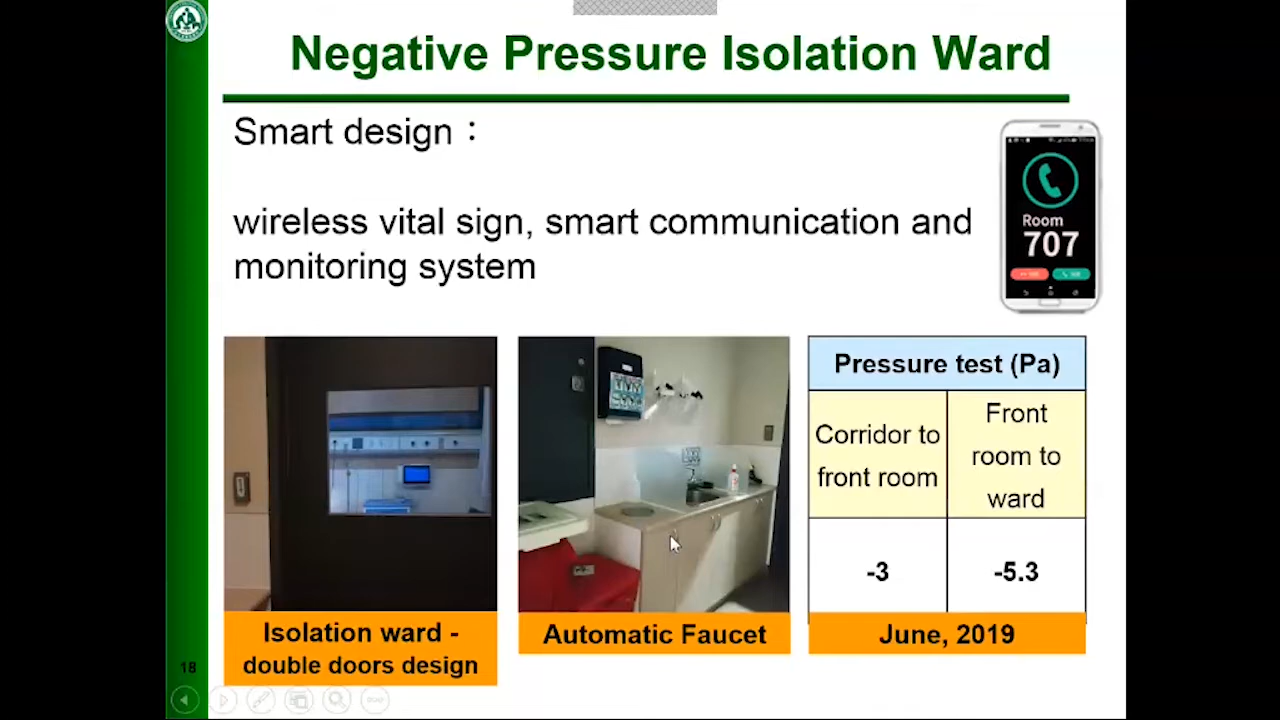 Negative Pressure Isolation Ward
Smart design：
wireless vital sign, smart communication and
monitoring system
Room
707
Pressure test (Pa)
Corridor to
front room
Front
room to
ward
-3
-5.3
Isolation ward -
double doors design
Automatic Faucet
June, 2019
18